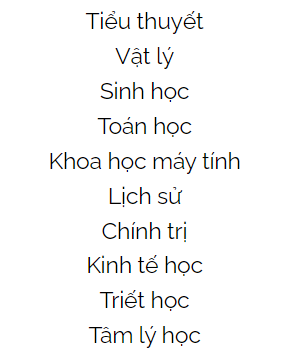 Tiểu thuyết
Vật lý
Sinh học
Toán học
Khoa học máy tính
Lịch sử
Chính trị
Kinh tế học
Triết học
Tâm lý học